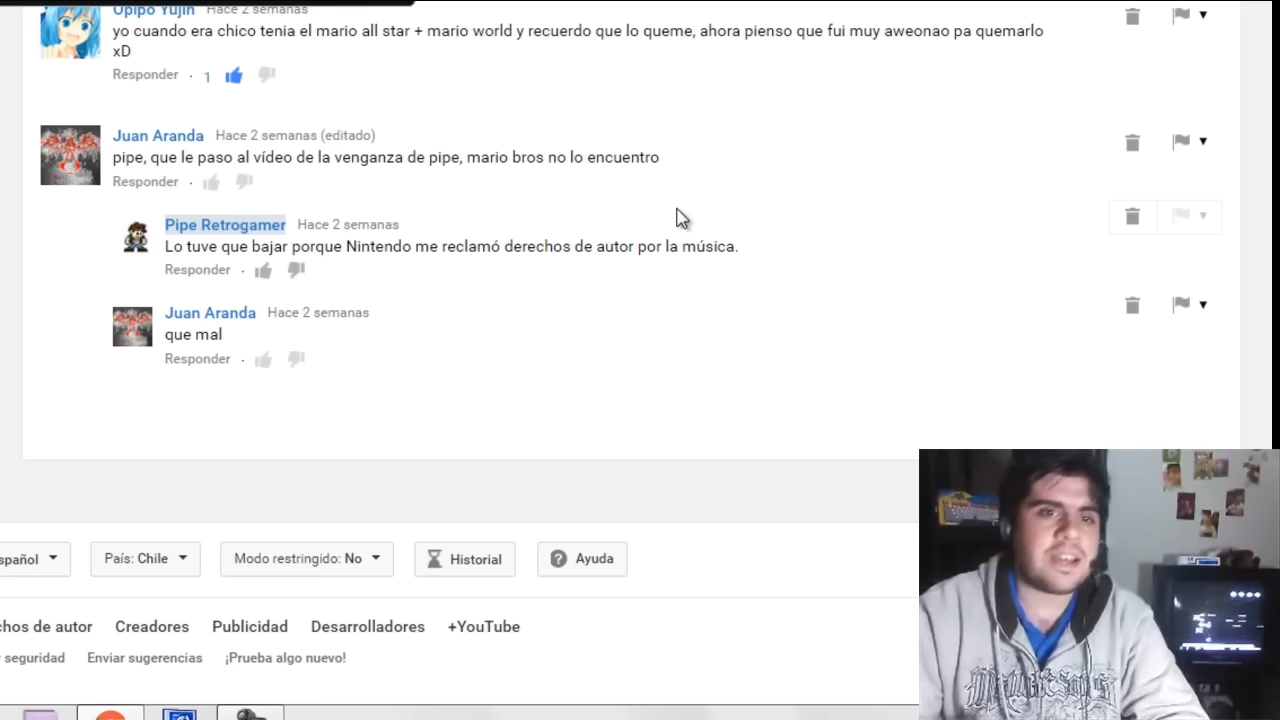 Opipo Yujin Hace 2 semanas
yo cuando era chico tenia el mario all star + mario world y recuerdo que lo queme, ahora pienso que fui muy aweonao pa quemarlo
xD
Responder · 1
Juan Aranda Hace 2 semanas (editado)
pipe, que le paso al vídeo de la venganza de pipe, mario bros no lo encuentro
Responder ·
Pipe Retrogamer Hace 2 semanas
Lo tuve que bajar porque Nintendo me reclamó derechos de autor por la música.
Responder ·
Juan Aranda Hace 2 semanas
que mal
Responder ·
spañol País: Chile Modo restringido: No Historial Ayuda
chos de autor Creadores Publicidad Desarrolladores +YouTube
seguridad Enviar sugerencias ¡Prueba algo nuevo!